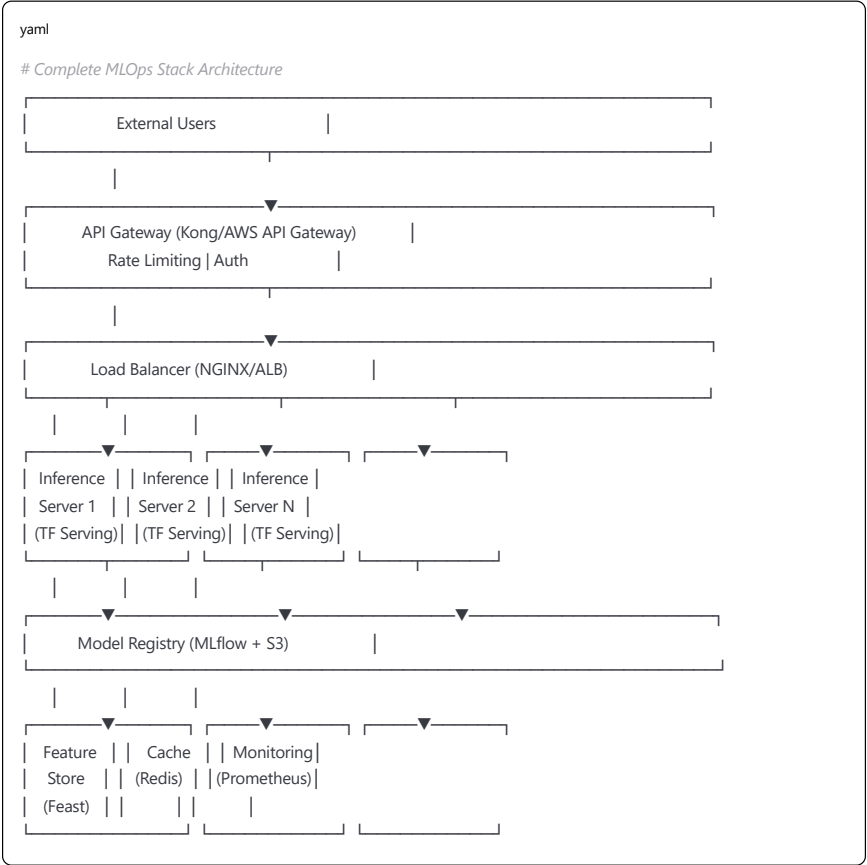 yaml
# Complete MLOps Stack Architecture
External Users
API Gateway (Kong/AWS API Gateway)
Rate Limiting | Auth
Load Balancer (NGINX/ALB)
│ Inference │ │ Inference │ │ Inference │
│ Server 1 │ │ Server 2 │ │ Server N │
│ (TF Serving)│ │(TF Serving)│ │(TF Serving)│
Model Registry (MLflow + S3)
│ Feature │ │ Cache │ │ Monitoring│
│ Store │ │ (Redis) │ │(Prometheus)│
│ (Feast) │ │ │ │ │